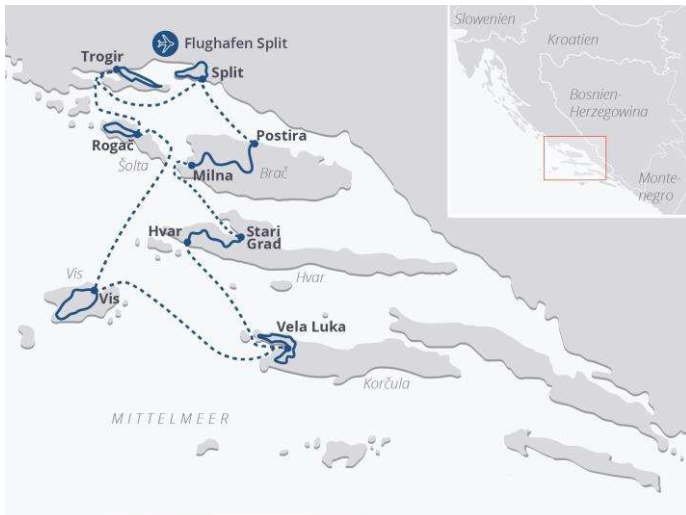 Flughafen Split
Trogir
Split
Rogač
Šolta
Postira
Milna
Brač
Hvar
Stari
Grad
Hvar
Vis
Vis
Vela Luka
Korčula
MITTELMEER
Slowenien
Kroatien
Bosnien-
Herzegowina
Monte-
negro